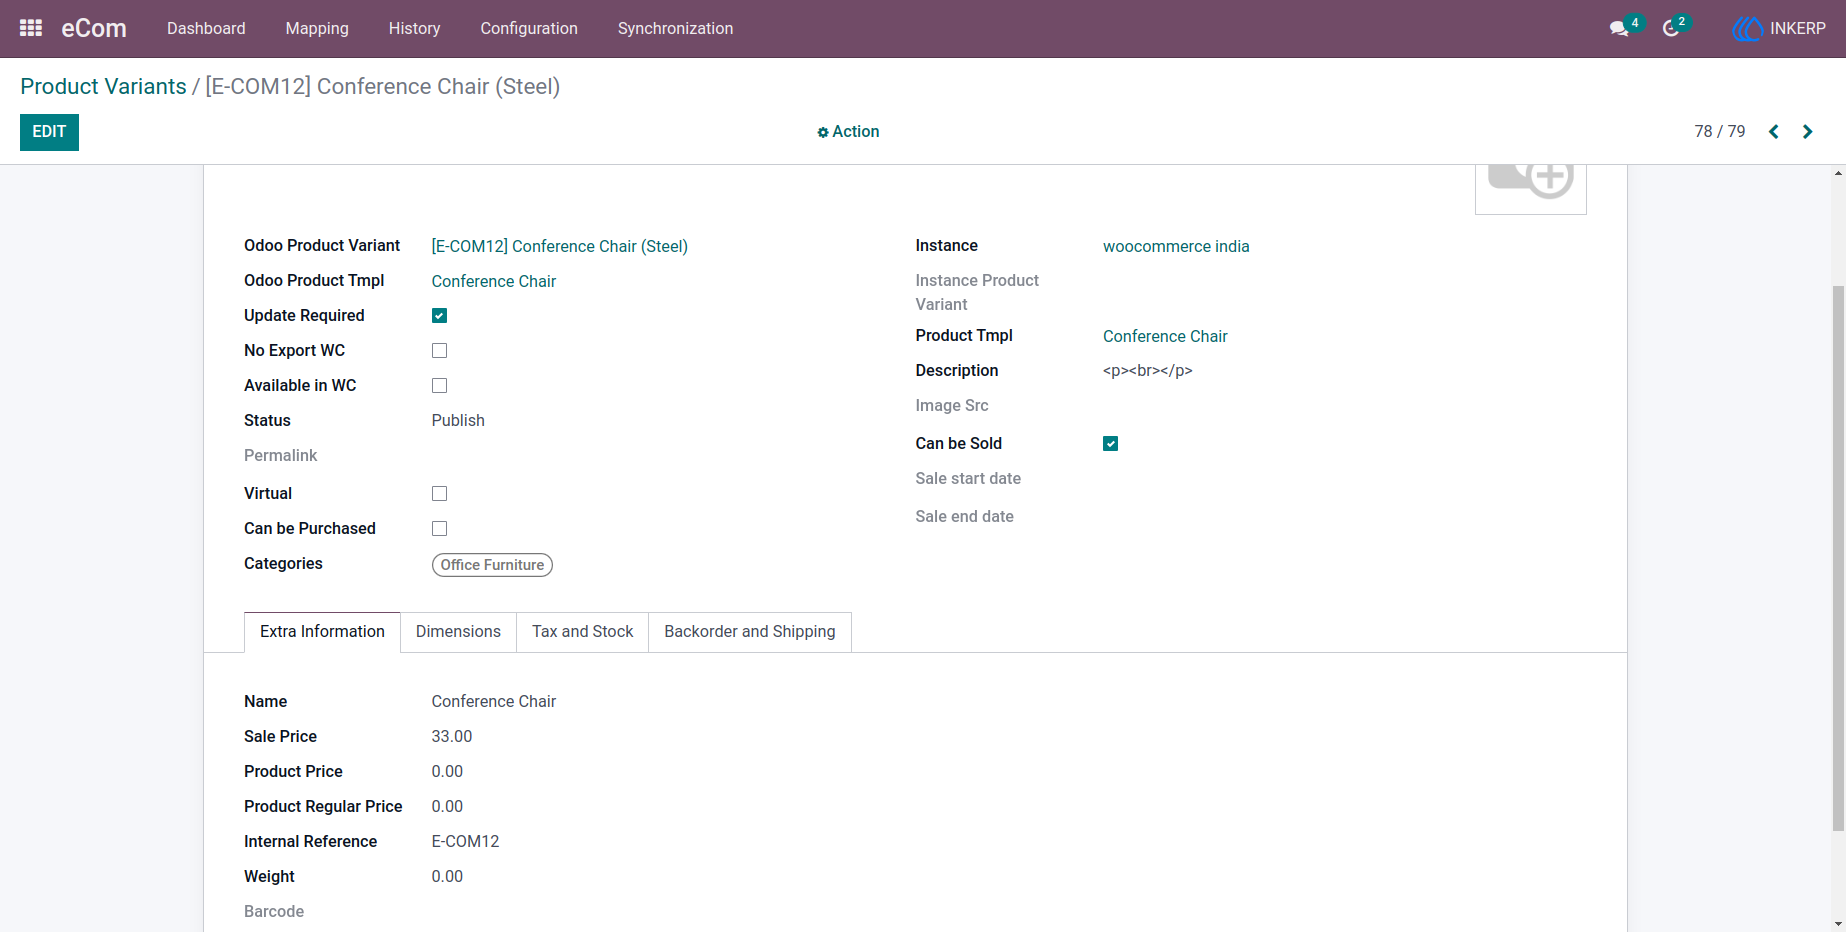 eCom Dashboard Mapping History Configuration Synchronization 4 2 INKERP
Product Variants / [E-COM12] Conference Chair (Steel)
EDIT Action 78 / 79
Odoo Product Variant [E-COM12] Conference Chair (Steel)
Odoo Product Tmpl Conference Chair
Update Required
No Export WC
Available in WC
Status Publish
Permalink
Virtual
Can be Purchased
Categories Office Furniture
Instance woocommerce india
Instance Product
Variant
Product Tmpl Conference Chair
Description <p><br></p>
Image Src
Can be Sold
Sale start date
Sale end date
Extra Information Dimensions Tax and Stock Backorder and Shipping
Name Conference Chair
Sale Price 33.00
Product Price 0.00
Product Regular Price 0.00
Internal Reference E-COM12
Weight 0.00
Barcode